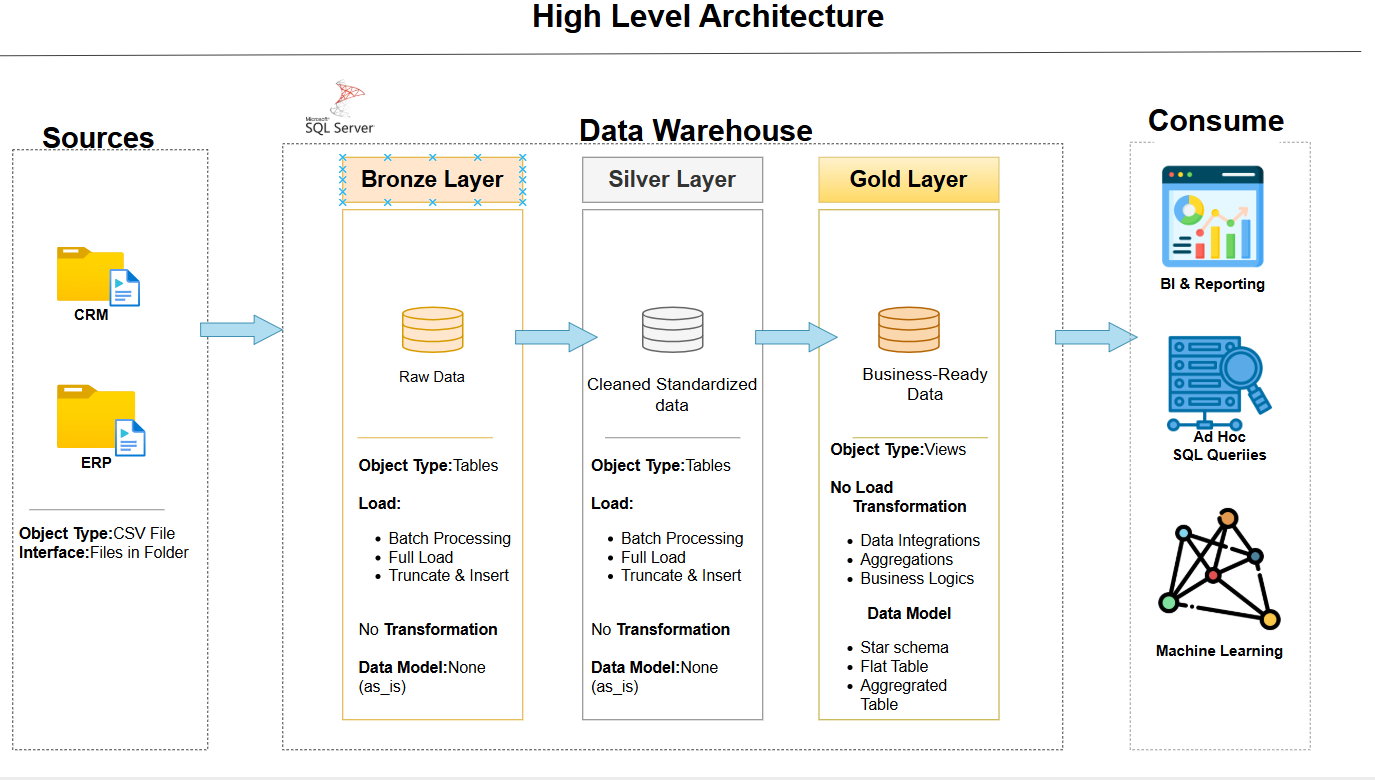 High Level Architecture
Sources
CRM
ERP
Object Type:CSV File
Interface:Files in Folder
Microsoft®
SQL Server
Data Warehouse
Bronze Layer
Raw Data
Object Type:Tables
Load:
• Batch Processing
• Full Load
• Truncate & Insert
No Transformation
Data Model:None
(as_is)
Silver Layer
Cleaned Standardized
data
Object Type:Tables
Load:
• Batch Processing
• Full Load
• Truncate & Insert
No Transformation
Data Model:None
(as_is)
Gold Layer
Business-Ready
Data
Object Type:Views
No Load
Transformation
• Data Integrations
• Aggregations
• Business Logics
Data Model
• Star schema
• Flat Table
• Aggregrated
Table
Consume
BI & Reporting
Ad Hoc
SQL Queriies
Machine Learning